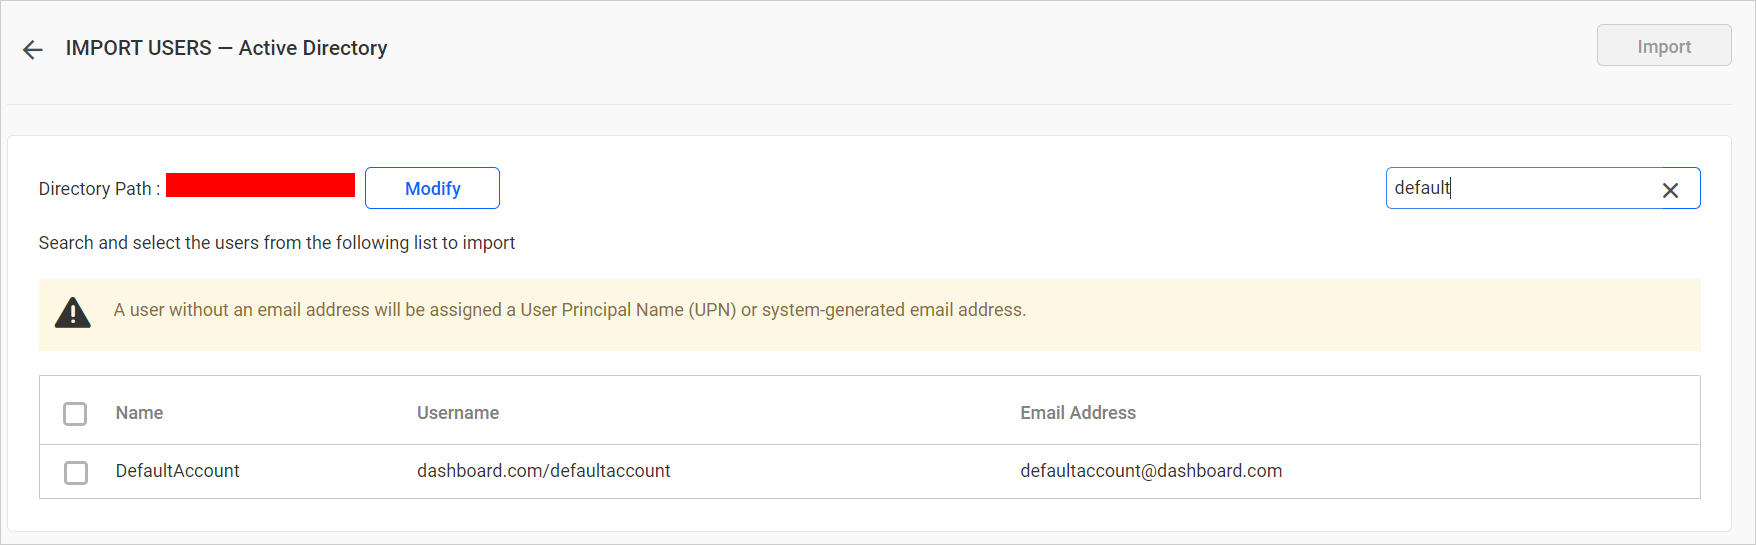 IMPORT USERS — Active Directory
Import
Directory Path :
Modify
default
Search and select the users from the following list to import
A user without an email address will be assigned a User Principal Name (UPN) or system-generated email address.
Name Username Email Address
DefaultAccount dashboard.com/defaultaccount defaultaccount@dashboard.com